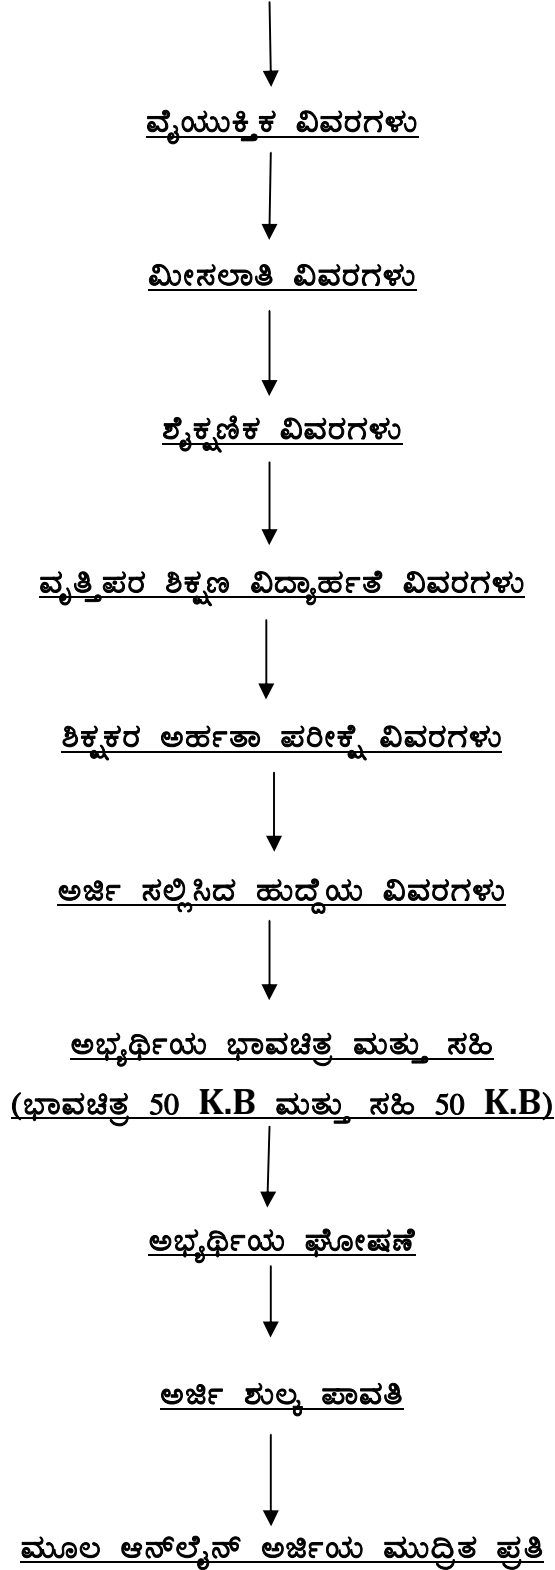 ವೈಯುಕ್ತಿಕ ವಿವರಗಳು
ಮೀಸಲಾತಿ ವಿವರಗಳು
ಶೈಕ್ಷಣಿಕ ವಿವರಗಳು
ವೃತ್ತಿಪರ ಶಿಕ್ಷಣ ವಿದ್ಯಾರ್ಹತೆ ವಿವರಗಳು
ಶಿಕ್ಷಕರ ಅರ್ಹತಾ ಪರೀಕ್ಷೆ ವಿವರಗಳು
ಅರ್ಜಿ ಸಲ್ಲಿಸಿದ ಹುದ್ದೆಯ ವಿವರಗಳು
ಅಭ್ಯರ್ಥಿಯ ಭಾವಚಿತ್ರ ಮತ್ತು ಸಹಿ
(ಭಾವಚಿತ್ರ 50 K.B ಮತ್ತು ಸಹಿ 50 K.B)
ಅಭ್ಯರ್ಥಿಯ ಘೋಷಣೆ
ಅರ್ಜಿ ಶುಲ್ಕ ಪಾವತಿ
ಮೂಲ ಆನ್‌ಲೈನ್ ಅರ್ಜಿಯ ಮುದ್ರಿತ ಪ್ರತಿ